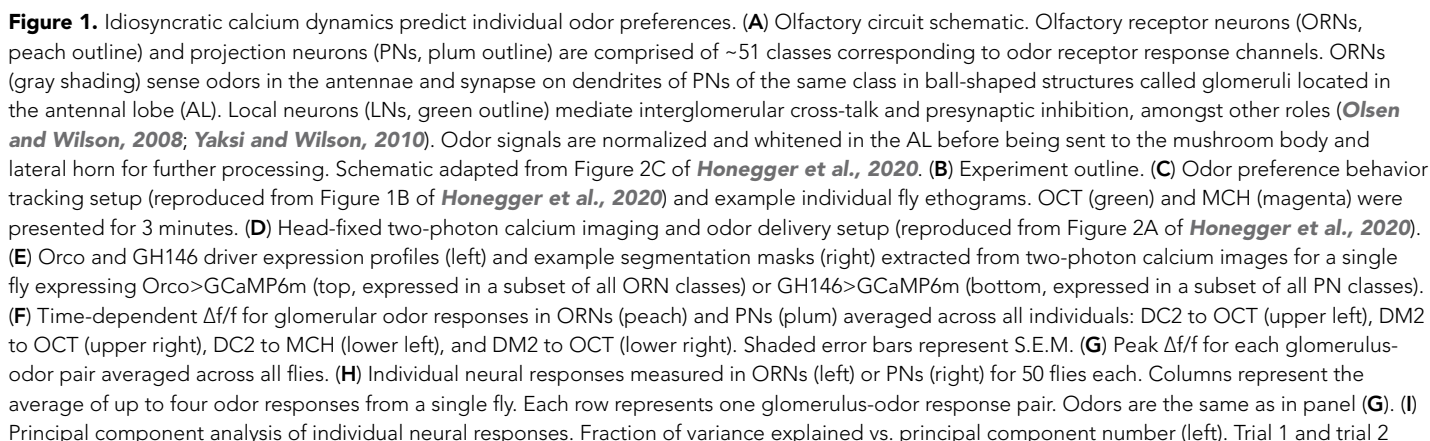 Figure 1. Idiosyncratic calcium dynamics predict individual odor preferences. (A) Olfactory circuit schematic. Olfactory receptor neurons (ORNs,
peach outline) and projection neurons (PNs, plum outline) are comprised of ~51 classes corresponding to odor receptor response channels. ORNs
(gray shading) sense odors in the antennae and synapse on dendrites of PNs of the same class in ball-shaped structures called glomeruli located in
the antennal lobe (AL). Local neurons (LNs, green outline) mediate interglomerular cross-talk and presynaptic inhibition, amongst other roles (Olsen
and Wilson, 2008; Yaksi and Wilson, 2010). Odor signals are normalized and whitened in the AL before being sent to the mushroom body and
lateral horn for further processing. Schematic adapted from Figure 2C of Honegger et al., 2020. (B) Experiment outline. (C) Odor preference behavior
tracking setup (reproduced from Figure 1B of Honegger et al., 2020) and example individual fly ethograms. OCT (green) and MCH (magenta) were
presented for 3 minutes. (D) Head-fixed two-photon calcium imaging and odor delivery setup (reproduced from Figure 2A of Honegger et al., 2020).
(E) Orco and GH146 driver expression profiles (left) and example segmentation masks (right) extracted from two-photon calcium images for a single
fly expressing Orco>GCaMP6m (top, expressed in a subset of all ORN classes) or GH146>GCaMP6m (bottom, expressed in a subset of all PN classes).
(F) Time-dependent Δf/f for glomerular odor responses in ORNs (peach) and PNs (plum) averaged across all individuals: DC2 to OCT (upper left), DM2
to OCT (upper right), DC2 to MCH (lower left), and DM2 to OCT (lower right). Shaded error bars represent S.E.M. (G) Peak Δf/f for each glomerulus-
odor pair averaged across all flies. (H) Individual neural responses measured in ORNs (left) or PNs (right) for 50 flies each. Columns represent the
average of up to four odor responses from a single fly. Each row represents one glomerulus-odor response pair. Odors are the same as in panel (G). (I)
Principal component analysis of individual neural responses. Fraction of variance explained vs. principal component number (left). Trial 1 and trial 2